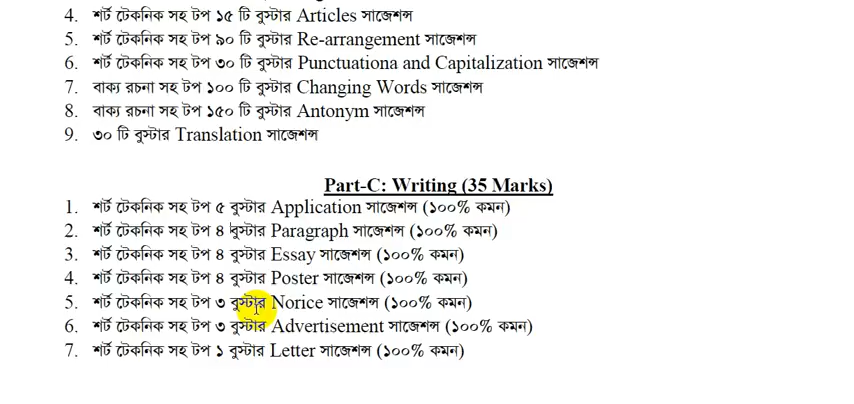 4. শর্ট টেকনিক সহ টপ ১৫ টি বুস্টার Articles সাজেশন্স
5. শর্ট টেকনিক সহ টপ ৯০ টি বুস্টার Re-arrangement সাজেশন্স
6. শর্ট টেকনিক সহ টপ ৩০ টি বুস্টার Punctuationa and Capitalization সাজেশন্স
7. বাক্য রচনা সহ টপ ১০০ টি বুস্টার Changing Words সাজেশন্স
8. বাক্য রচনা সহ টপ ১৫০ টি বুস্টার Antonym সাজেশন্স
9. ৩০ টি বুস্টার Translation সাজেশন্স
Part-C: Writing (35 Marks)
1. শর্ট টেকনিক সহ টপ ৫ বুস্টার Application সাজেশন্স (১০০% কমন)
2. শর্ট টেকনিক সহ টপ ৪ বুস্টার Paragraph সাজেশন্স (১০০% কমন)
3. শর্ট টেকনিক সহ টপ ৪ বুস্টার Essay সাজেশন্স (১০০% কমন)
4. শর্ট টেকনিক সহ টপ ৪ বুস্টার Poster সাজেশন্স (১০০% কমন)
5. শর্ট টেকনিক সহ টপ ৩ বুস্টার Norice সাজেশন্স (১০০% কমন)
6. শর্ট টেকনিক সহ টপ ৩ বুস্টার Advertisement সাজেশন্স (১০০% কমন)
7. শর্ট টেকনিক সহ টপ ১ বুস্টার Letter সাজেশন্স (১০০% কমন)